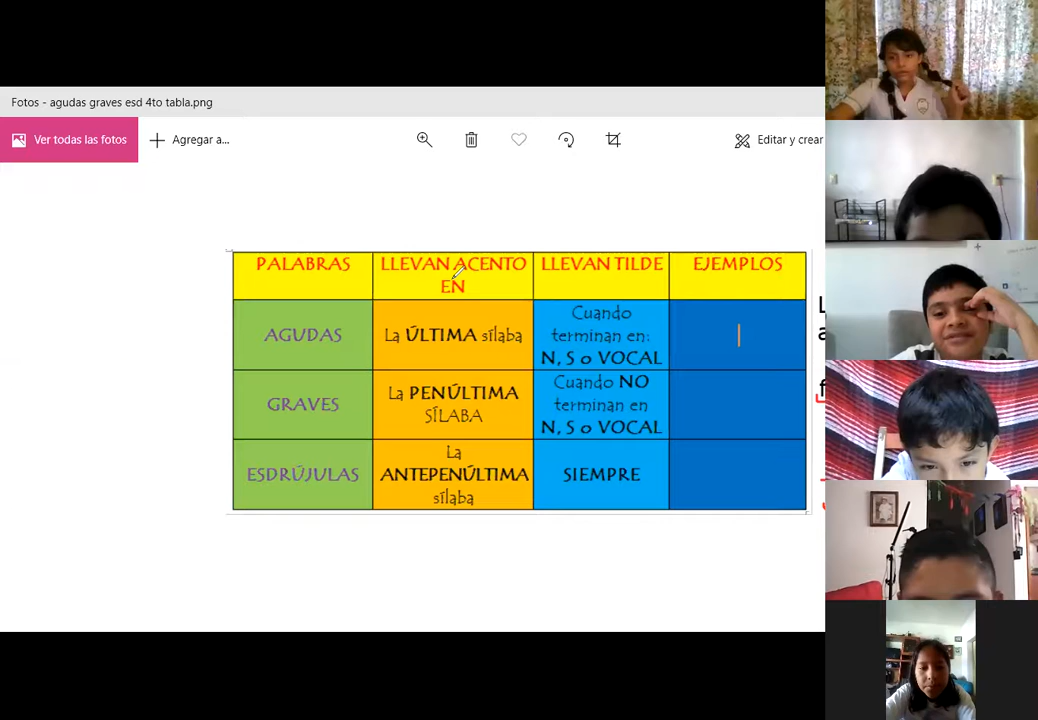 Fotos - agudas graves esd 4to tabla.png
Ver todas las fotos
Agregar a...
Editar y crear
PALABRAS
LLEVAN ACENTO
EN
LLEVAN TILDE
EJEMPLOS
AGUDAS
La ÚLTIMA sílaba
Cuando
terminan en:
N, S o VOCAL
GRAVES
La PENÚLTIMA
SÍLABA
Cuando NO
terminan en
N, S o VOCAL
ESDRÚJULAS
La
ANTEPENÚLTIMA
sílaba
SIEMPRE